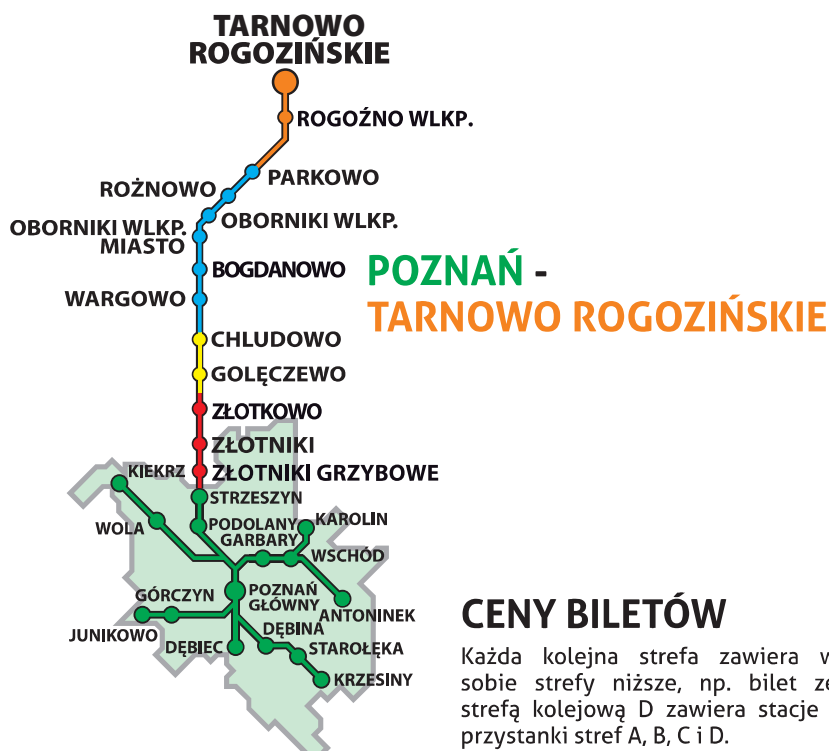 TARNOWO
ROGOZIŃSKIE
ROGOŹNO WLKP.
PARKOWO
ROŻNOWO
OBORNIKI WLKP.
OBORNIKI WLKP.
MIASTO
BOGDANOWO
POZNAŃ -
TARNOWO ROGOZIŃSKIE
WARGOWO
CHLUDOWO
GOLĘCZEWO
ZŁOTKOWO
ZŁOTNIKI
KIEKRZ
ZŁOTNIKI GRZYBOWE
STRZESZYN
WOLA
PODOLANY
KAROLIN
GARBARY
WSCHÓD
GÓRCZYN
POZNAŃ
GŁÓWNY
ANTONINEK
JUNIKOWO
DĘBIEC
DĘBINA
STAROŁĘKA
KRZESINY
CENY BILETÓW
Każda kolejna strefa zawiera w
sobie strefy niższe, np. bilet ze
strefą kolejową D zawiera stacje
przystanki stref A, B, C i D.